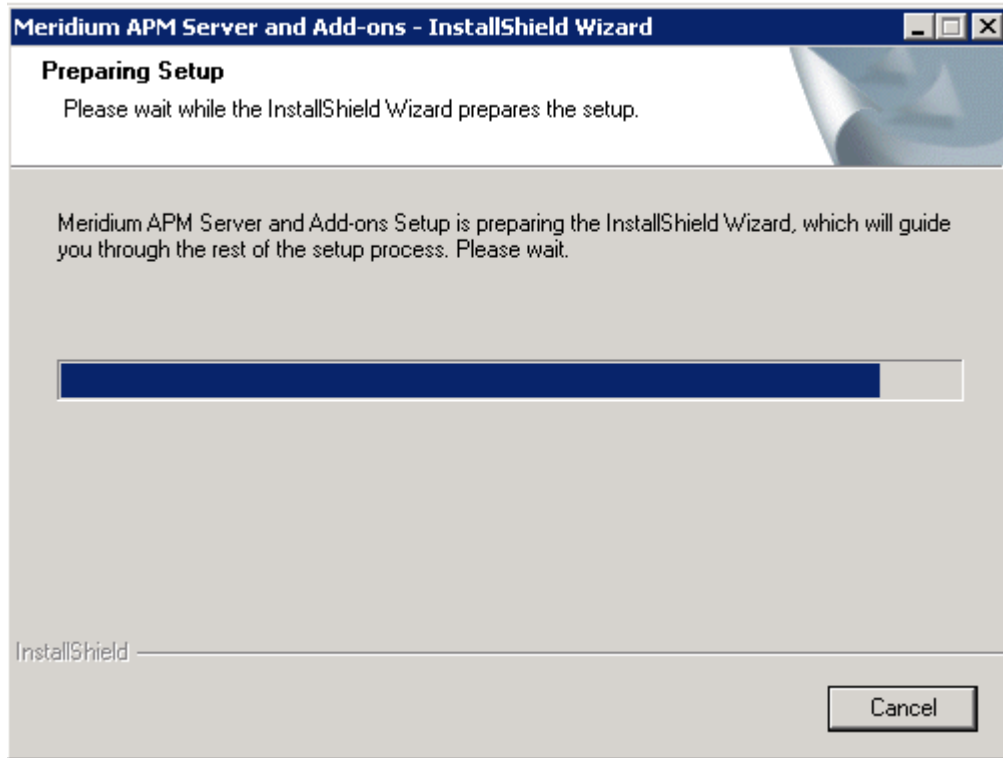 Meridium APM Server and Add-ons - InstallShield Wizard
Preparing Setup
Please wait while the InstallShield Wizard prepares the setup.
Meridium APM Server and Add-ons Setup is preparing the InstallShield Wizard, which will guide
you through the rest of the setup process. Please wait.
InstallShield
Cancel